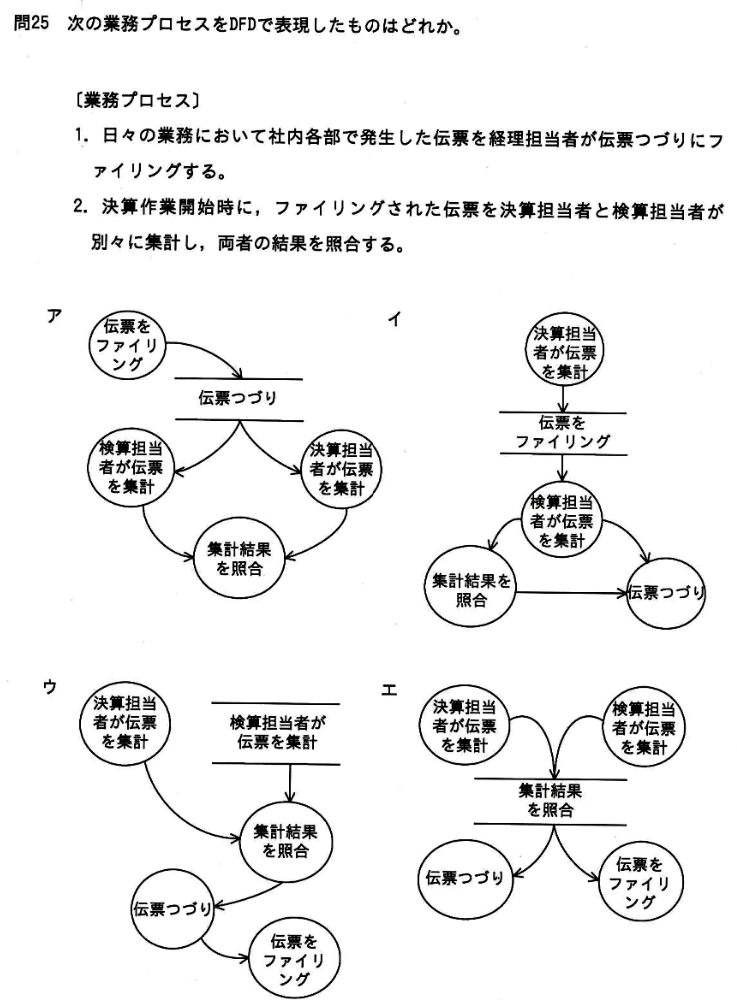 問25 次の業務プロセスをDFDで表現したものはどれか。
〔業務プロセス〕
1. 日々の業務において社内各部で発生した伝票を経理担当者が伝票つづりにフ
ァイリングする。
2. 決算作業開始時に，ファイリングされた伝票を決算担当者と検算担当者が
別々に集計し，両者の結果を照合する。
ア
伝票を
ファイリ
ング
伝票つづり
検算担当
者が伝票
を集計
決算担当
者が伝票
を集計
集計結果
を照合
イ
決算担当
者が伝票
を集計
伝票を
ファイリング
検算担当
者が伝票
を集計
集計結果を
照合
伝票つづり
ウ
決算担当
者が伝票
を集計
検算担当者が
伝票を集計
集計結果
を照合
伝票つづり
伝票を
ファイリ
ング
エ
決算担当
者が伝票
を集計
検算担当
者が伝票
を集計
集計結果
を照合
伝票つづり
伝票を
ファイリ
ング